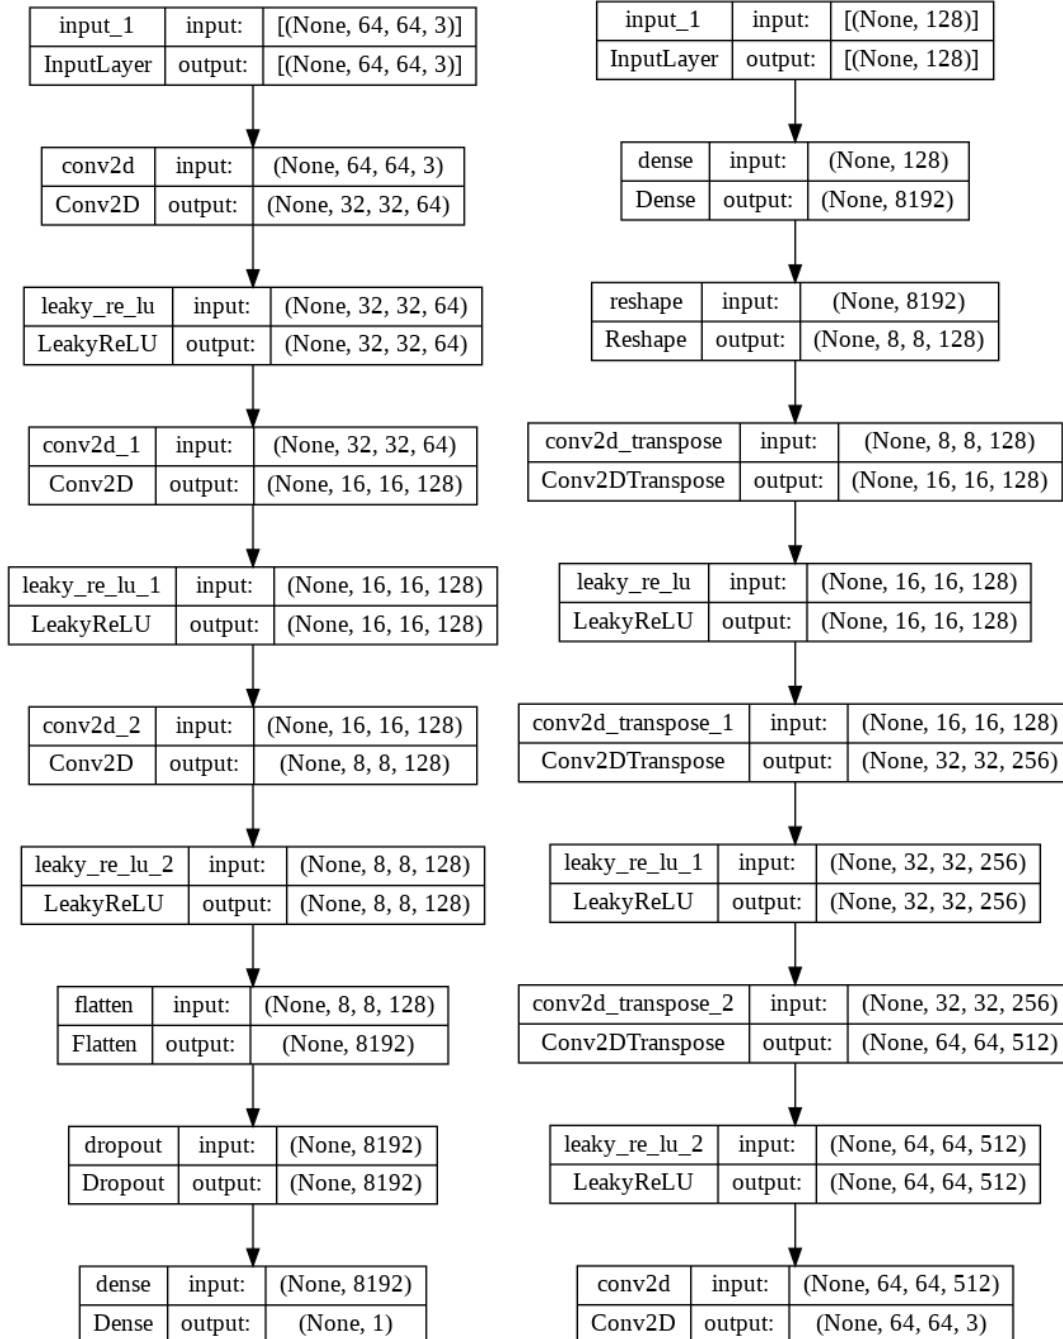 input_1 input: [(None, 64, 64, 3)]
InputLayer output: [(None, 64, 64, 3)]
conv2d input: (None, 64, 64, 3)
Conv2D output: (None, 32, 32, 64)
leaky_re_lu input: (None, 32, 32, 64)
LeakyReLU output: (None, 32, 32, 64)
conv2d_1 input: (None, 32, 32, 64)
Conv2D output: (None, 16, 16, 128)
leaky_re_lu_1 input: (None, 16, 16, 128)
LeakyReLU output: (None, 16, 16, 128)
conv2d_2 input: (None, 16, 16, 128)
Conv2D output: (None, 8, 8, 128)
leaky_re_lu_2 input: (None, 8, 8, 128)
LeakyReLU output: (None, 8, 8, 128)
flatten input: (None, 8, 8, 128)
Flatten output: (None, 8192)
dropout input: (None, 8192)
Dropout output: (None, 8192)
dense input: (None, 8192)
Dense output: (None, 1)
input_1 input: [(None, 128)]
InputLayer output: [(None, 128)]
dense input: (None, 128)
Dense output: (None, 8192)
reshape input: (None, 8192)
Reshape output: (None, 8, 8, 128)
conv2d_transpose input: (None, 8, 8, 128)
Conv2DTranspose output: (None, 16, 16, 128)
leaky_re_lu input: (None, 16, 16, 128)
LeakyReLU output: (None, 16, 16, 128)
conv2d_transpose_1 input: (None, 16, 16, 128)
Conv2DTranspose output: (None, 32, 32, 256)
leaky_re_lu_1 input: (None, 32, 32, 256)
LeakyReLU output: (None, 32, 32, 256)
conv2d_transpose_2 input: (None, 32, 32, 256)
Conv2DTranspose output: (None, 64, 64, 512)
leaky_re_lu_2 input: (None, 64, 64, 512)
LeakyReLU output: (None, 64, 64, 512)
conv2d input: (None, 64, 64, 512)
Conv2D output: (None, 64, 64, 3)